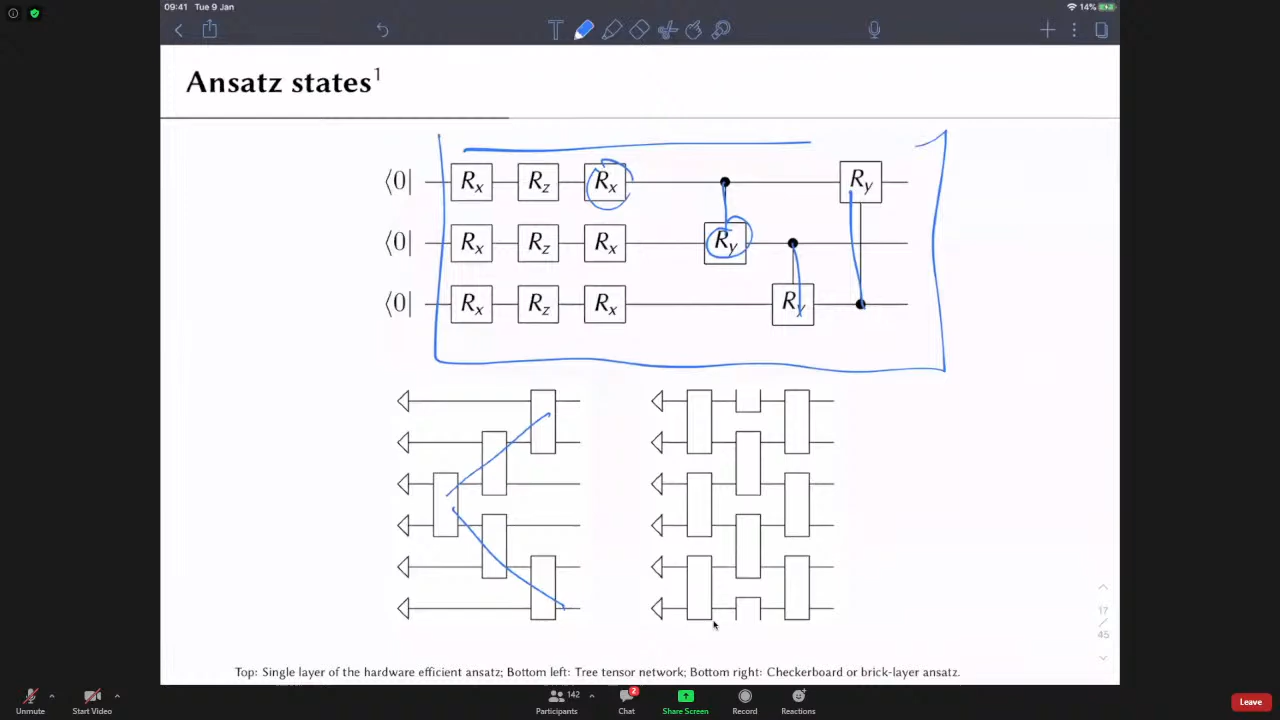 09:41 Tue 9 Jan
14%
T
Ansatz states1
⟨0| Rx Rz Rx Ry
⟨0| Rx Rz Rx Ry
⟨0| Rx Rz Rx Ry
17
/
45
Top: Single layer of the hardware efficient ansatz; Bottom left: Tree tensor network; Bottom right: Checkerboard or brick-layer ansatz.
142
2
Unmute Start Video Participants Chat Share Screen Record Reactions Leave